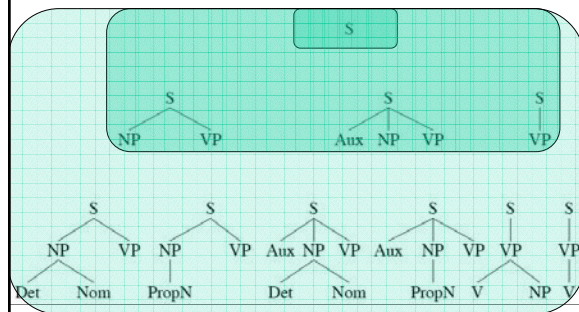 S
S S S
NP VP Aux NP VP VP
S S S S S S
NP VP NP VP Aux NP VP Aux NP VP VP VP
Det Nom PropN Det Nom PropN V NP V